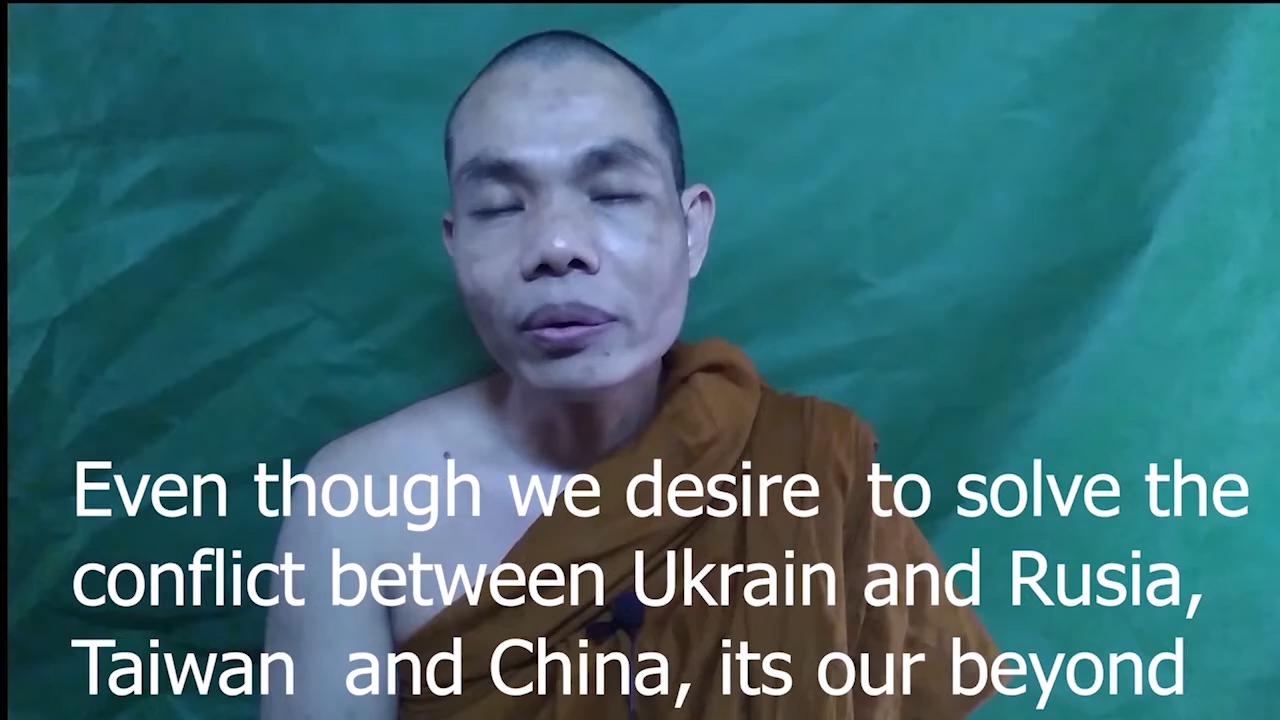 Even though we desire  to solve the
conflict between Ukrain and Rusia,
Taiwan  and China, its our beyond